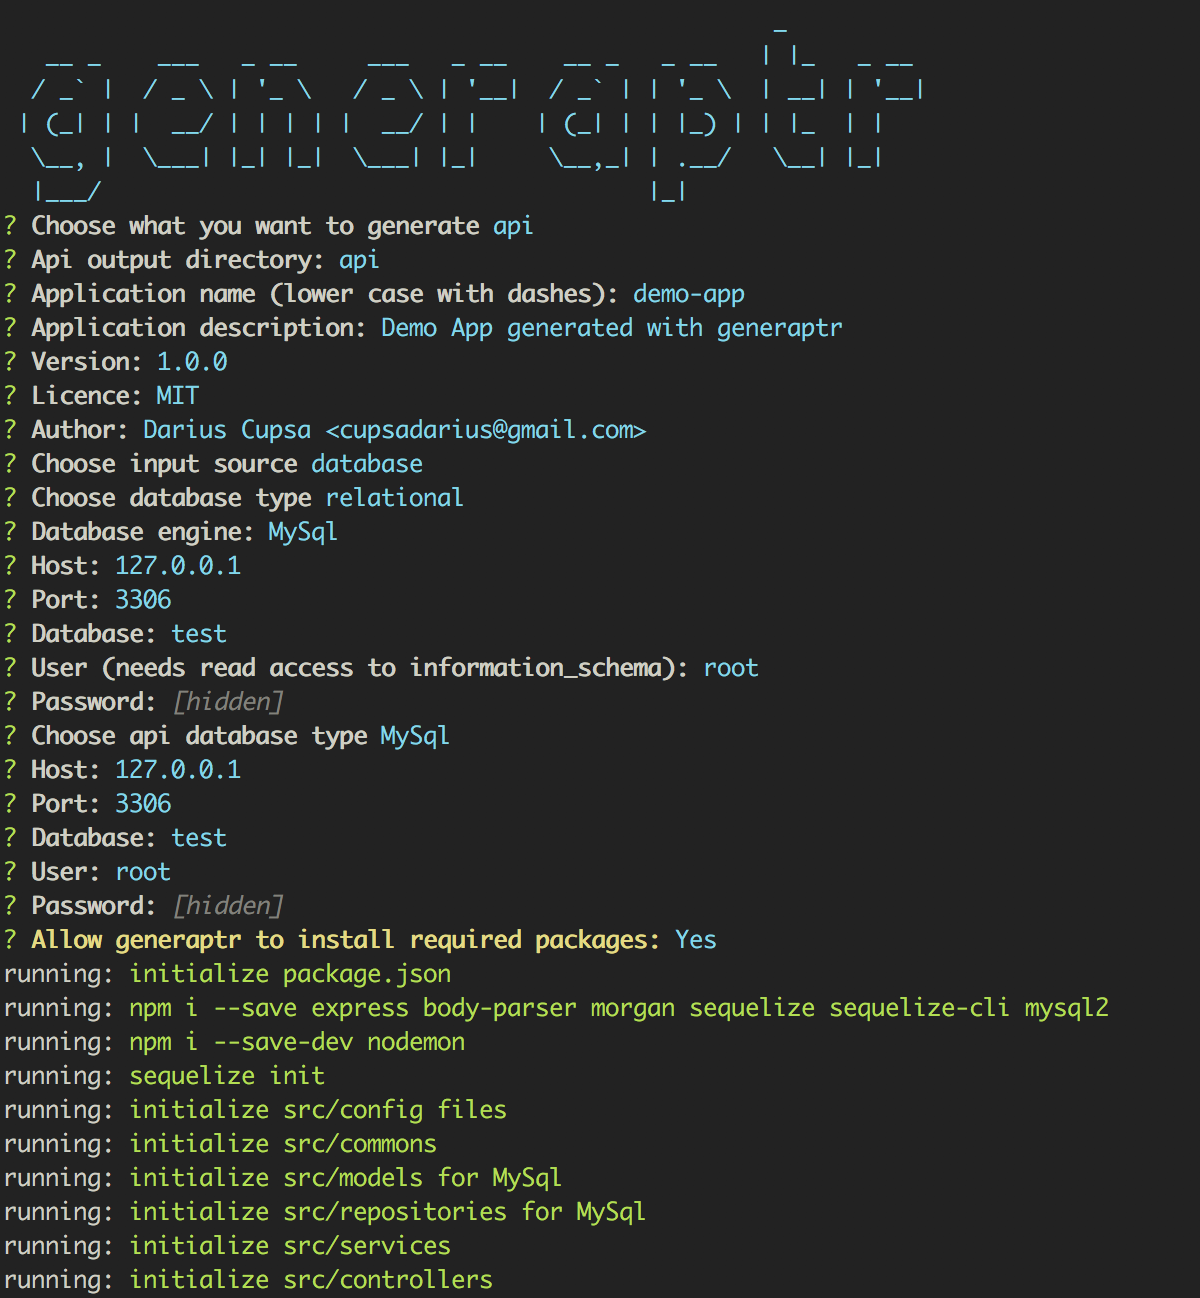 generaptr
? Choose what you want to generate api
? Api output directory: api
? Application name (lower case with dashes): demo-app
? Application description: Demo App generated with generaptr
? Version: 1.0.0
? Licence: MIT
? Author: Darius Cupsa <cupsadarius@gmail.com>
? Choose input source database
? Choose database type relational
? Database engine: MySql
? Host: 127.0.0.1
? Port: 3306
? Database: test
? User (needs read access to information_schema): root
? Password: [hidden]
? Choose api database type MySql
? Host: 127.0.0.1
? Port: 3306
? Database: test
? User: root
? Password: [hidden]
? Allow generaptr to install required packages: Yes
running: initialize package.json
running: npm i --save express body-parser morgan sequelize sequelize-cli mysql2
running: npm i --save-dev nodemon
running: sequelize init
running: initialize src/config files
running: initialize src/commons
running: initialize src/models for MySql
running: initialize src/repositories for MySql
running: initialize src/services
running: initialize src/controllers